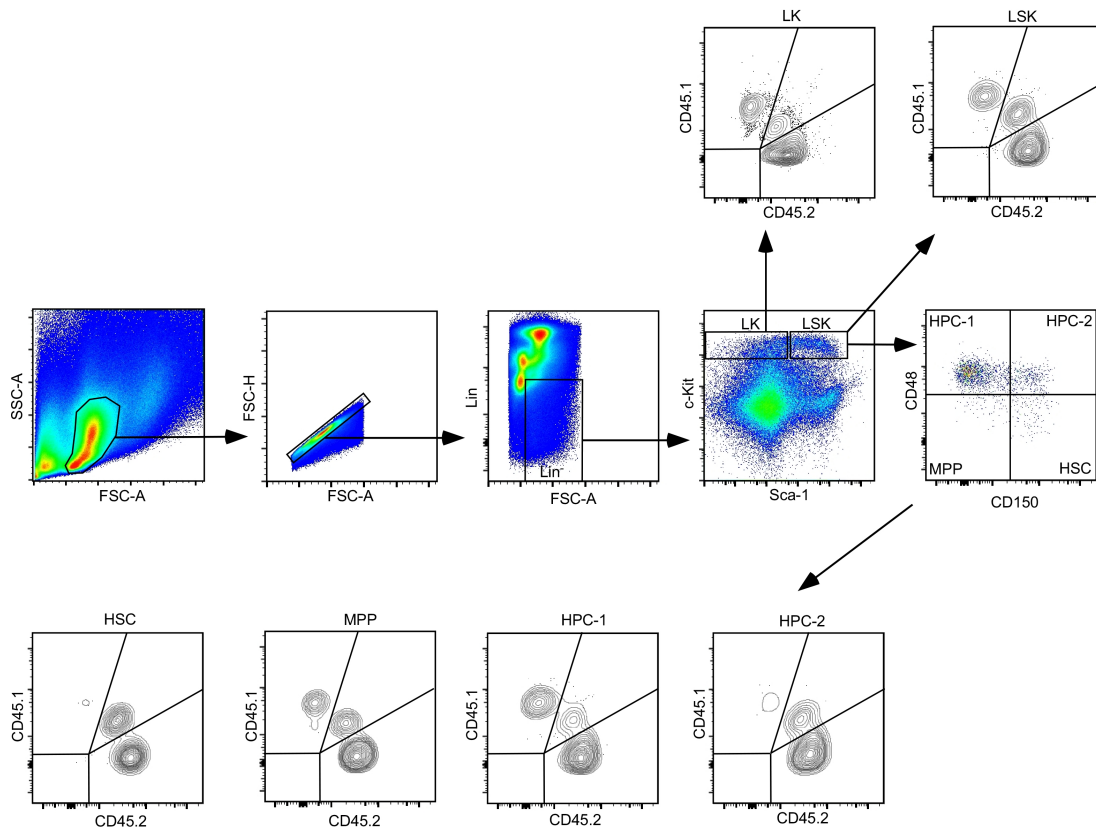 LK
LSK
CD45.1
CD45.2
CD45.1
CD45.2
SSC-A
FSC-A
FSC-H
FSC-A
Lin
Lin-
FSC-A
LK
LSK
c-Kit
Sca-1
HPC-1
HPC-2
CD48
MPP
HSC
CD150
HSC
CD45.1
CD45.2
MPP
CD45.1
CD45.2
HPC-1
CD45.1
CD45.2
HPC-2
CD45.1
CD45.2